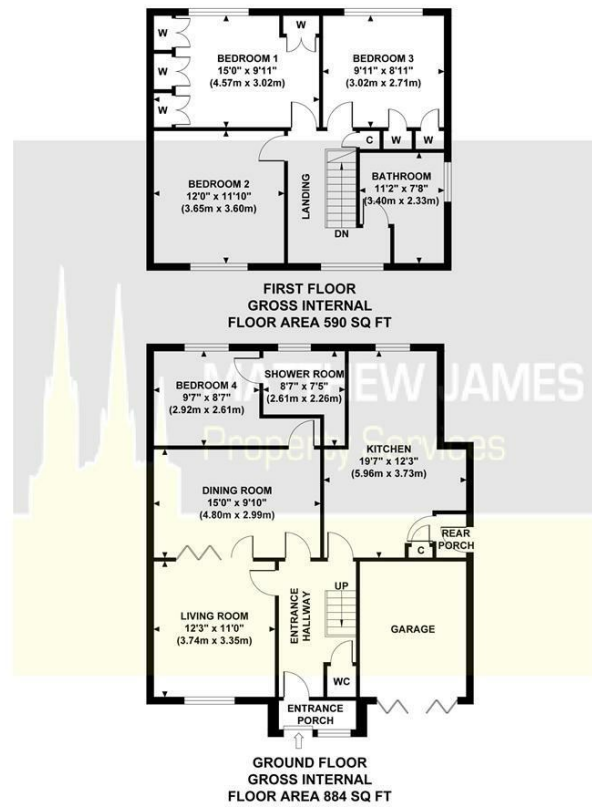 W
W
BEDROOM 1
15'0" x 9'11"
(4.57m x 3.02m)
BEDROOM 3
9'11" x 8'11"
(3.02m x 2.71m)
W
W
C
W
W
BEDROOM 2
12'0" x 11'10"
(3.65m x 3.60m)
LANDING
DN
BATHROOM
11'2" x 7'8"
(3.40m x 2.33m)
FIRST FLOOR
GROSS INTERNAL
FLOOR AREA 590 SQ FT
MATTHEW JAMES
Property Services
BEDROOM 4
9'7" x 8'7"
(2.92m x 2.61m)
SHOWER ROOM
8'7" x 7'5"
(2.61m x 2.26m)
KITCHEN
19'7" x 12'3"
(5.96m x 3.73m)
DINING ROOM
15'0" x 9'10"
(4.80m x 2.99m)
C
REAR
PORCH
LIVING ROOM
12'3" x 11'0"
(3.74m x 3.35m)
ENTRANCE
HALLWAY
UP
GARAGE
WC
ENTRANCE
PORCH
GROUND FLOOR
GROSS INTERNAL
FLOOR AREA 884 SQ FT